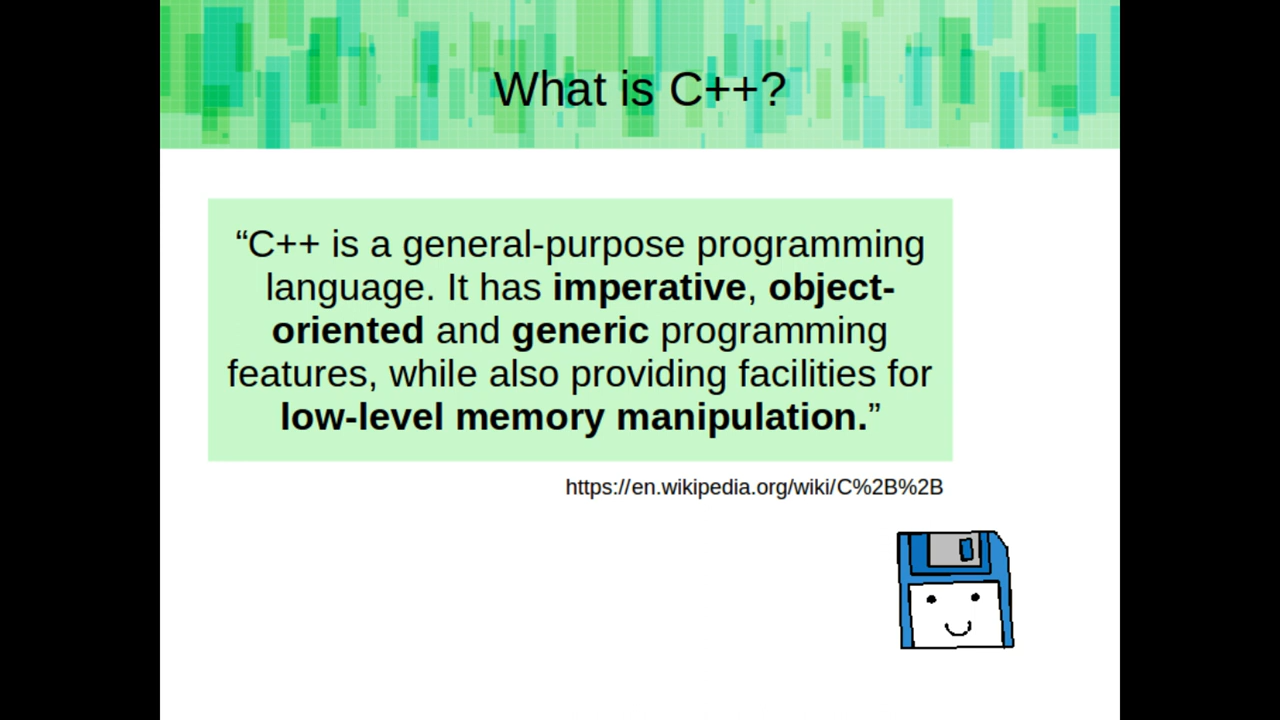 What is C++?
“C++ is a general-purpose programming
language. It has imperative, object-
oriented and generic programming
features, while also providing facilities for
low-level memory manipulation.”
https://en.wikipedia.org/wiki/C%2B%2B